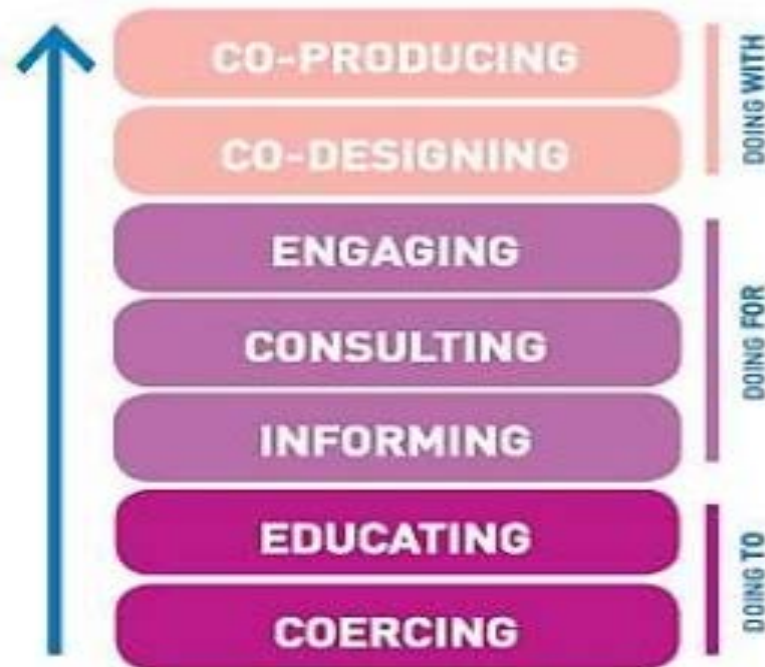 CO-PRODUCING
CO-DESIGNING
DOING WITH
ENGAGING
CONSULTING
INFORMING
DOING FOR
EDUCATING
COERCING
DOING TO